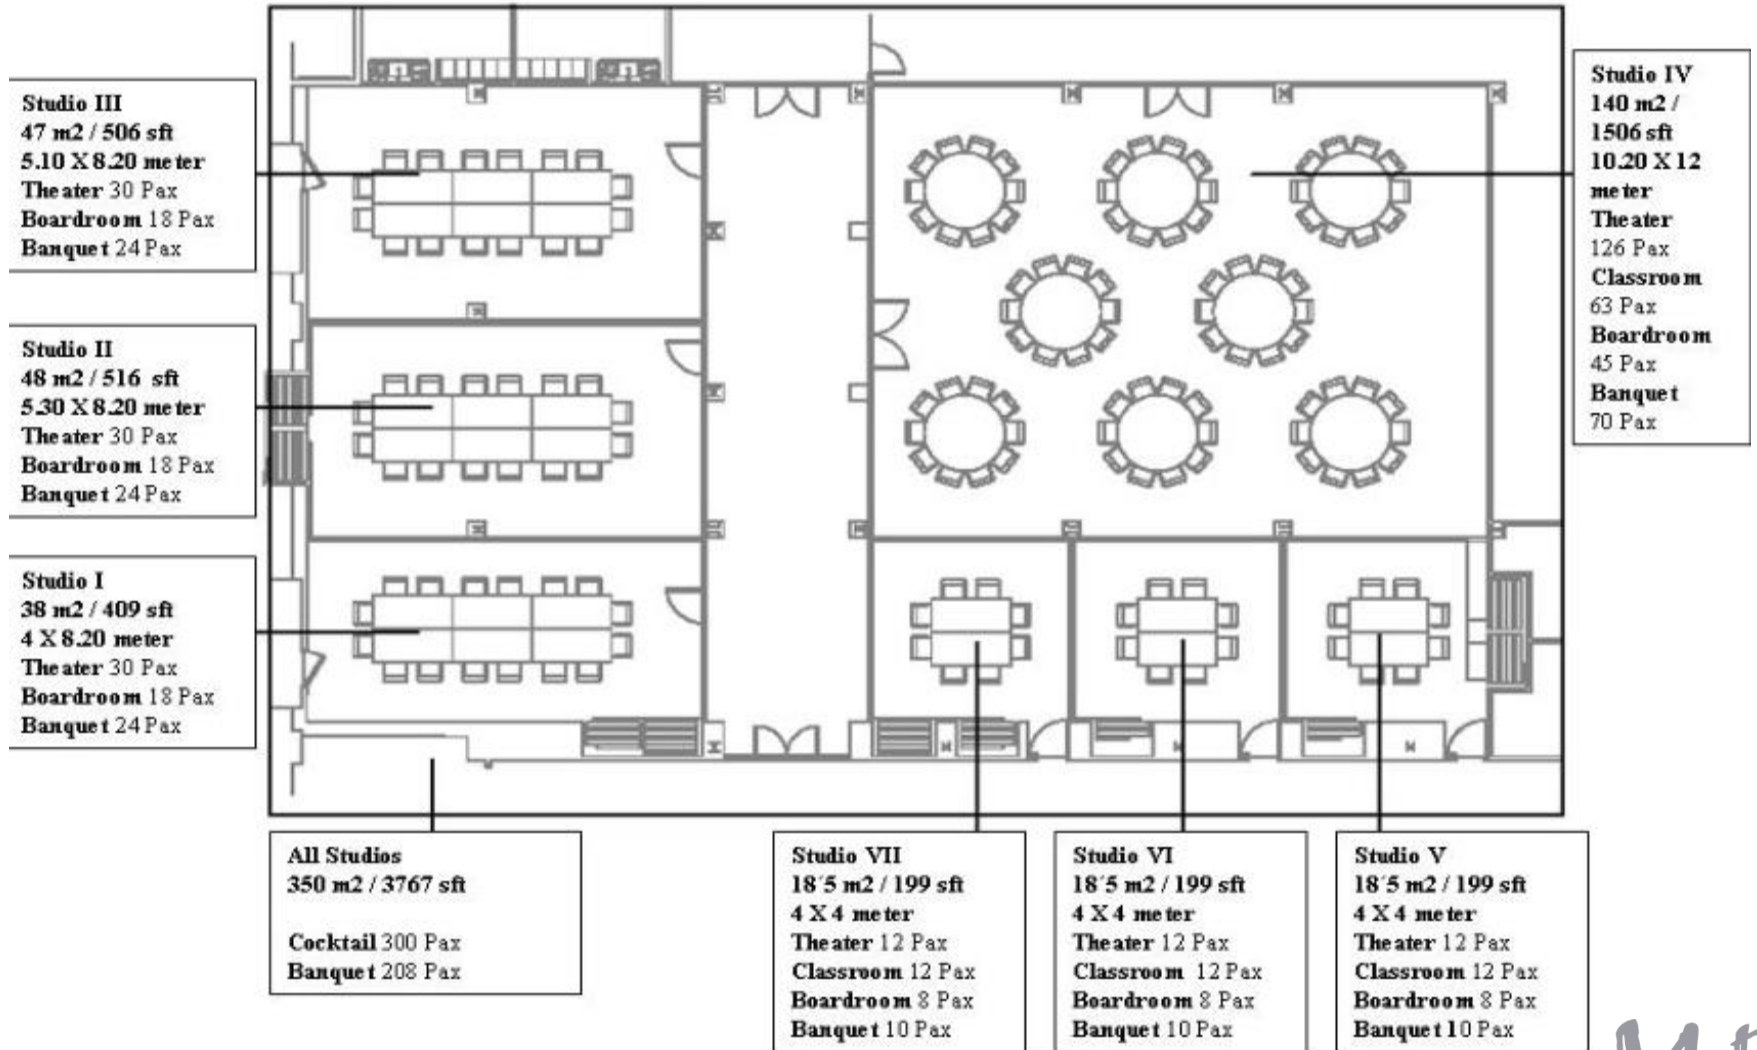 Studio III
47 m2 / 506 sft
5.10 X 8.20 meter
Theater 30 Pax
Boardroom 18 Pax
Banquet 24 Pax
Studio II
48 m2 / 516 sft
5.30 X 8.20 meter
Theater 30 Pax
Boardroom 18 Pax
Banquet 24 Pax
Studio I
38 m2 / 409 sft
4 X 8.20 meter
Theater 30 Pax
Boardroom 18 Pax
Banquet 24 Pax
Studio IV
140 m2 /
1506 sft
10.20 X 12
meter
Theater
126 Pax
Classroom
63 Pax
Boardroom
45 Pax
Banquet
70 Pax
All Studios
350 m2 / 3767 sft
Cocktail 300 Pax
Banquet 208 Pax
Studio VII
18´5 m2 / 199 sft
4 X 4 meter
Theater 12 Pax
Classroom 12 Pax
Boardroom 8 Pax
Banquet 10 Pax
Studio VI
18´5 m2 / 199 sft
4 X 4 meter
Theater 12 Pax
Classroom 12 Pax
Boardroom 8 Pax
Banquet 10 Pax
Studio V
18´5 m2 / 199 sft
4 X 4 meter
Theater 12 Pax
Classroom 12 Pax
Boardroom 8 Pax
Banquet 10 Pax